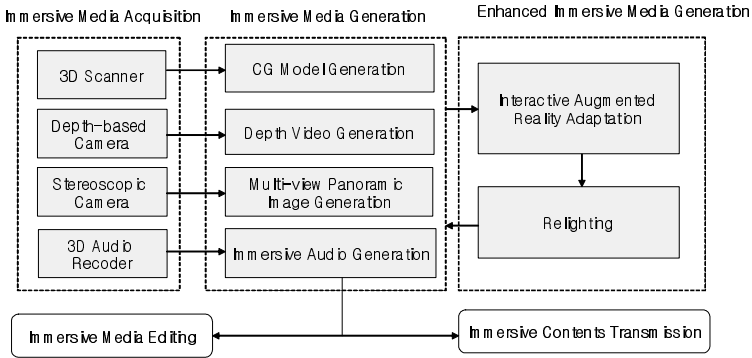 Immersive Media Acquisition
Immersive Media Generation
Enhanced Immersive Media Generation
3D Scanner
CG Model Generation
Depth-based
Camera
Depth Video Generation
Stereoscopic
Camera
Multi-view Panoramic
Image Generation
3D Audio
Recoder
Immersive Audio Generation
Interactive Augmented
Reality Adaptation
Relighting
Immersive Media Editing
Immersive Contents Transmission